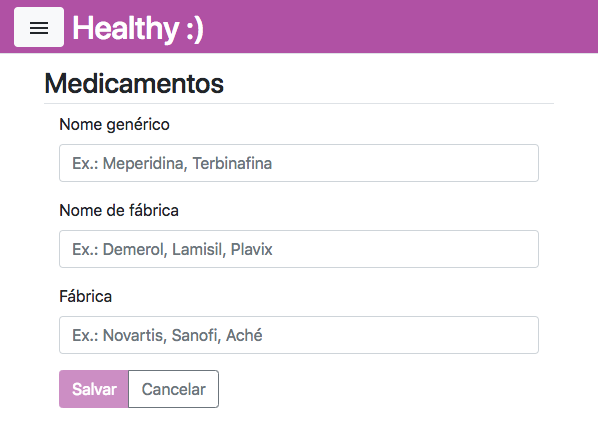 Healthy :)
Medicamentos
Nome genérico
Ex.: Meperidina, Terbinafina
Nome de fábrica
Ex.: Demerol, Lamisil, Plavix
Fábrica
Ex.: Novartis, Sanofi, Aché
Salvar Cancelar